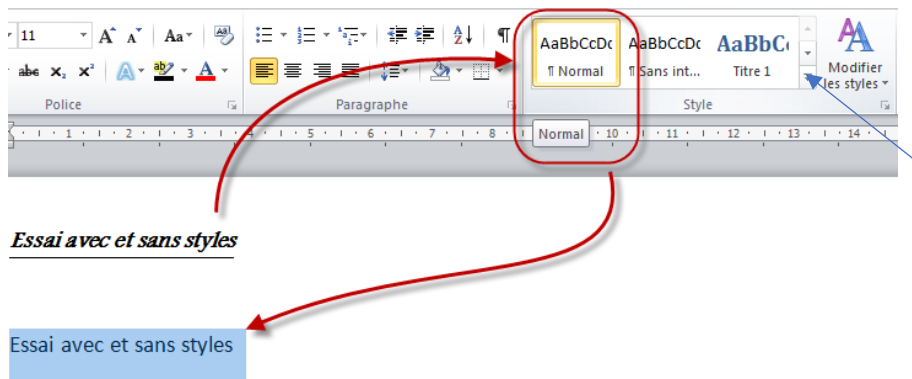 11 A A Aa
AaBbCcDc AaBbCcDc AaBbC
abe x₂ x² A ab A
¶ Normal ¶ Sans int... Titre 1 Modifier les styles
Police Paragraphe Style
1 2 3 4 5 6 7 8 Normal 10 11 12 13 14
Essai avec et sans styles
Essai avec et sans styles